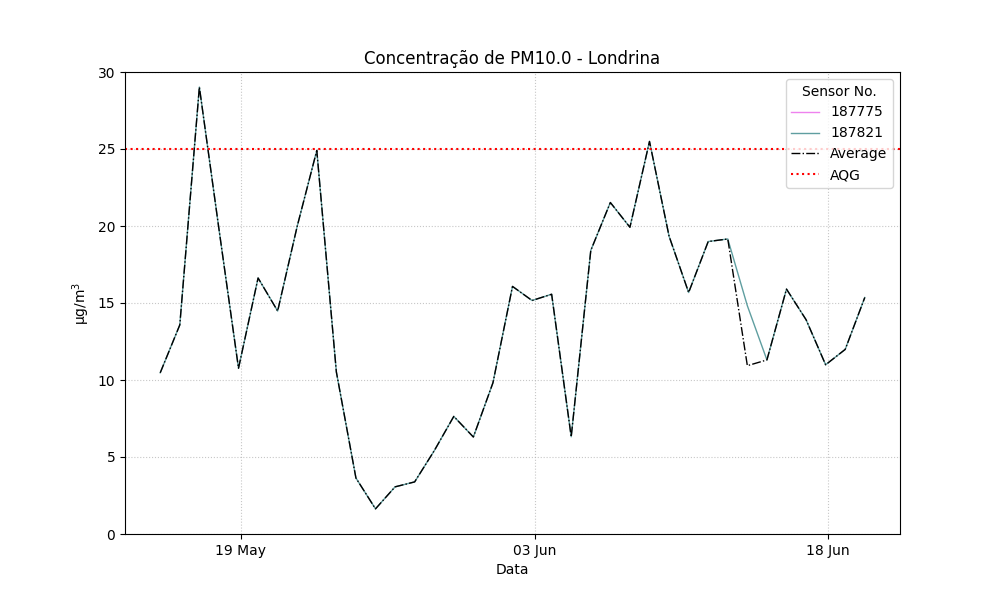 Concentração de PM10.0 - Londrina
30
25
20
15
10
5
0
µg/m³
19 May
03 Jun
18 Jun
Data
Sensor No.
187775
187821
Average
AQG